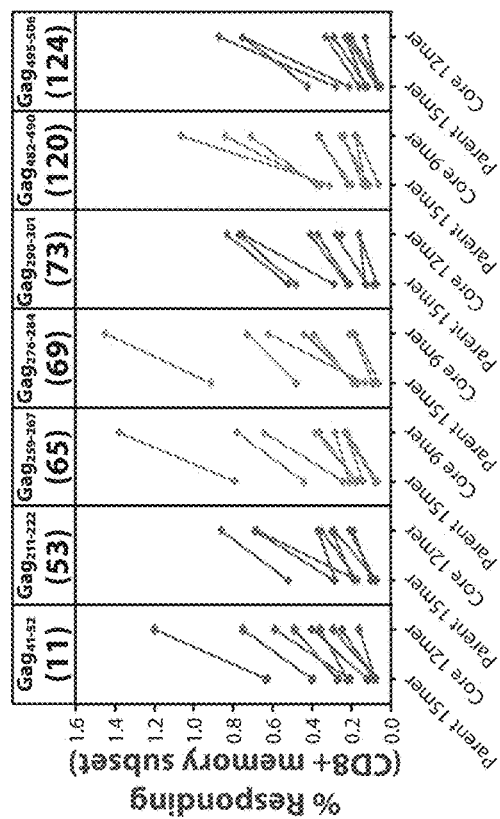 Gag41-52
(11)
Gag211-222
(53)
Gag259-267
(65)
Gag276-284
(69)
Gag290-301
(73)
Gag482-490
(120)
Gag495-506
(124)
% Responding
(CD8+ memory subset)
1.6
1.4
1.2
1.0
0.8
0.6
0.4
0.2
0.0
Parent 15mer
Core 12mer
Parent 15mer
Core 12mer
Parent 15mer
Core 9mer
Parent 15mer
Core 9mer
Parent 15mer
Core 12mer
Parent 15mer
Core 9mer
Parent 15mer
Core 12mer